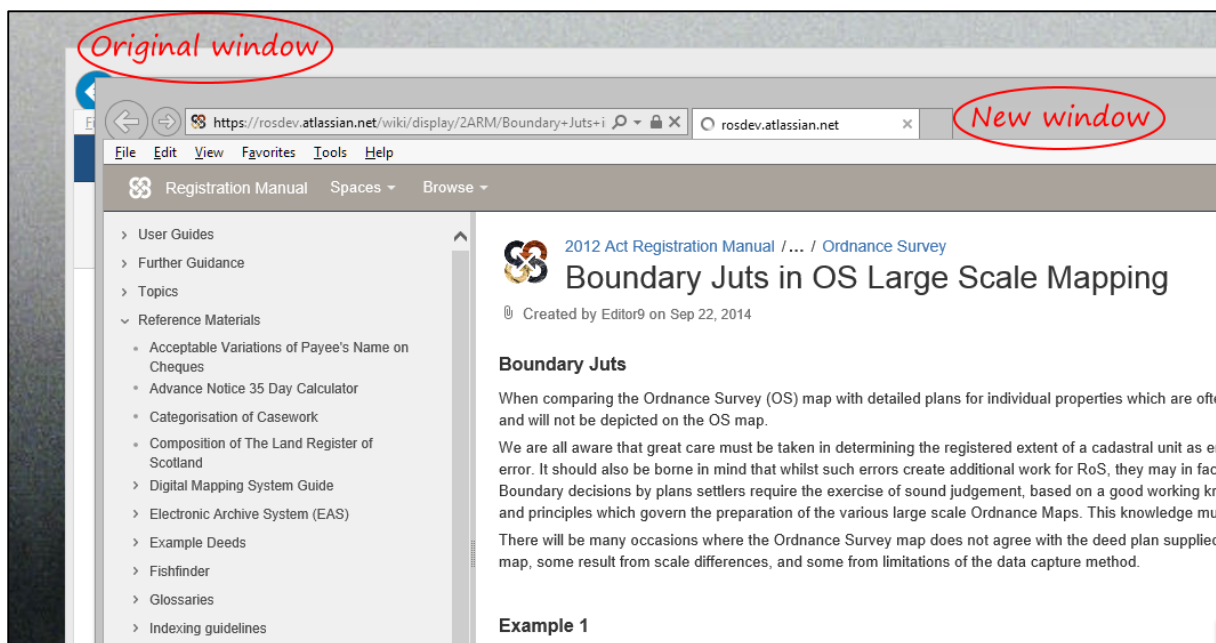 Original window
New window
https://rosdev.atlassian.net/wiki/display/2ARM/Boundary+Juts+i
rosdev.atlassian.net
File Edit View Favorites Tools Help
Registration Manual Spaces Browse
User Guides
Further Guidance
Topics
Reference Materials
Acceptable Variations of Payee's Name on
Cheques
Advance Notice 35 Day Calculator
Categorisation of Casework
Composition of The Land Register of
Scotland
Digital Mapping System Guide
Electronic Archive System (EAS)
Example Deeds
Fishfinder
Glossaries
Indexing guidelines
2012 Act Registration Manual /... / Ordnance Survey
Boundary Juts in OS Large Scale Mapping
Created by Editor9 on Sep 22, 2014
Boundary Juts
When comparing the Ordnance Survey (OS) map with detailed plans for individual properties which are ofte
and will not be depicted on the OS map.
We are all aware that great care must be taken in determining the registered extent of a cadastral unit as e
error. It should also be borne in mind that whilst such errors create additional work for RoS, they may in fac
Boundary decisions by plans settlers require the exercise of sound judgement, based on a good working k
and principles which govern the preparation of the various large scale Ordnance Maps. This knowledge mu
There will be many occasions where the Ordnance Survey map does not agree with the deed plan supplied
map, some result from scale differences, and some from limitations of the data capture method.
Example 1